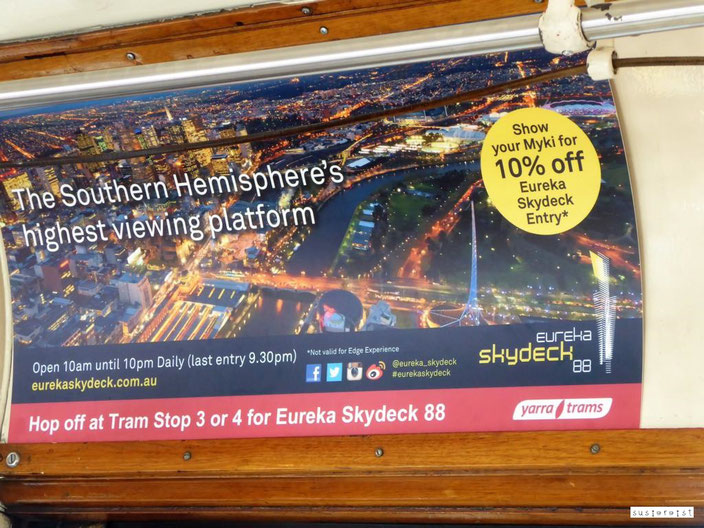 The Southern Hemisphere's
highest viewing platform
Show
your Myki for
10% off
Eureka
Skydeck
Entry*
Open 10am until 10pm Daily (last entry 9.30pm)
eurekaskydeck.com.au
*Not valid for Edge Experience
@eureka_skydeck
#eurekaskydeck
eureka
skydeck
88
Hop off at Tram Stop 3 or 4 for Eureka Skydeck 88
yarra trams
susjorojst